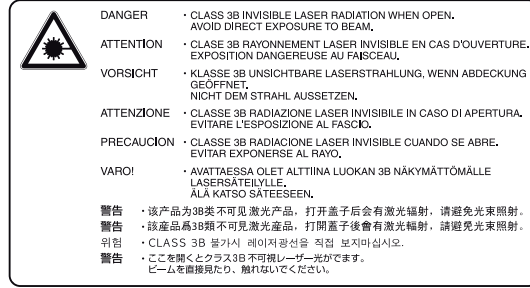 DANGER · CLASS 3B INVISIBLE LASER RADIATION WHEN OPEN.
AVOID DIRECT EXPOSURE TO BEAM.
ATTENTION · CLASE 3B RAYONNEMENT LASER INVISIBLE EN CAS D'OUVERTURE.
EXPOSITION DANGEREUSE AU FAISCEAU.
VORSICHT · KLASSE 3B UNSICHTBARE LASERSTRAHLUNG, WENN ABDECKUNG
GEÖFFNET.
NICHT DEM STRAHL AUSSETZEN.
ATTENZIONE · CLASSE 3B RADIAZIONE LASER INVISIBILE IN CASO DI APERTURA.
EVITARE L'ESPOSIZIONE AL FASCIO.
PRECAUCION · CLASSE 3B RADIACIONE LASER INVISIBLE CUANDO SE ABRE.
EVITAR EXPONERSE AL RAYO.
VARO! · AVATTAESSA OLET ALTTIINA LUOKAN 3B NÄKYMÄTTÖMÄLLE
LASERSÄTEILYLLE.
ÄLÄ KATSO SÄTEESEEN.
警告 · 该产品为3B类不可见激光产品，打开盖子后会有激光辐射，请避免光束照射。
警告 · 該産品爲3B類不可見激光産品，打開蓋子後會有激光輻射，請避免光束照射。
위험 · CLASS 3B 불가시 레이저광선을 직접 보지마십시오.
警告 · ここを開くとクラス3B不可視レーザー光がでます。
ビームを直接見たり、触れないでください。